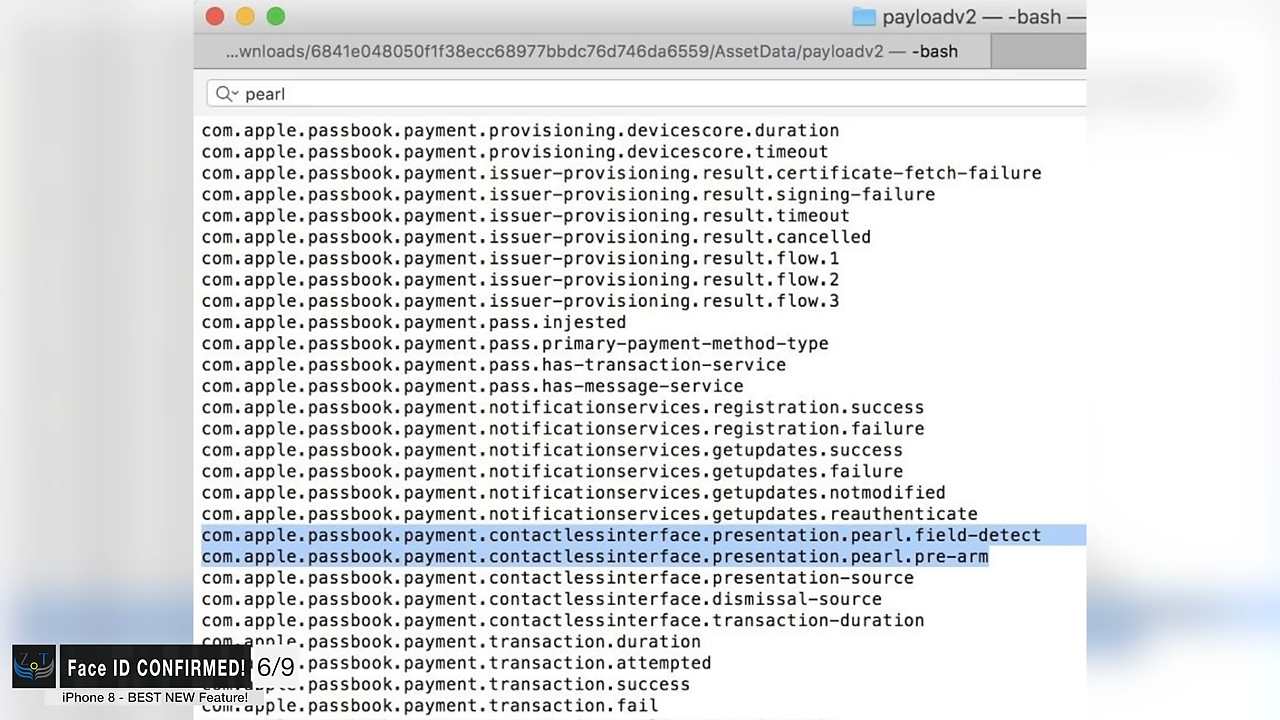 payloadv2 — -bash —
...wnloads/6841e048050f1f38ecc68977bbdc76d746da6559/AssetData/payloadv2 — -bash
pearl
com.apple.passbook.payment.provisioning.devicescore.duration
com.apple.passbook.payment.provisioning.devicescore.timeout
com.apple.passbook.payment.issuer-provisioning.result.certificate-fetch-failure
com.apple.passbook.payment.issuer-provisioning.result.signing-failure
com.apple.passbook.payment.issuer-provisioning.result.timeout
com.apple.passbook.payment.issuer-provisioning.result.cancelled
com.apple.passbook.payment.issuer-provisioning.result.flow.1
com.apple.passbook.payment.issuer-provisioning.result.flow.2
com.apple.passbook.payment.issuer-provisioning.result.flow.3
com.apple.passbook.payment.pass.injested
com.apple.passbook.payment.pass.primary-payment-method-type
com.apple.passbook.payment.pass.has-transaction-service
com.apple.passbook.payment.pass.has-message-service
com.apple.passbook.payment.notificationservices.registration.success
com.apple.passbook.payment.notificationservices.registration.failure
com.apple.passbook.payment.notificationservices.getupdates.success
com.apple.passbook.payment.notificationservices.getupdates.failure
com.apple.passbook.payment.notificationservices.getupdates.notmodified
com.apple.passbook.payment.notificationservices.getupdates.reauthenticate
com.apple.passbook.payment.contactlessinterface.presentation.pearl.field-detect
com.apple.passbook.payment.contactlessinterface.presentation.pearl.pre-arm
com.apple.passbook.payment.contactlessinterface.presentation-source
com.apple.passbook.payment.contactlessinterface.dismissal-source
com.apple.passbook.payment.contactlessinterface.transaction-duration
com.apple.passbook.payment.transaction.duration
com.apple.passbook.payment.transaction.attempted
com.apple.passbook.payment.transaction.success
com.apple.passbook.payment.transaction.fail
ZoT
Face ID CONFIRMED! 6/9
iPhone 8 - BEST NEW Feature!